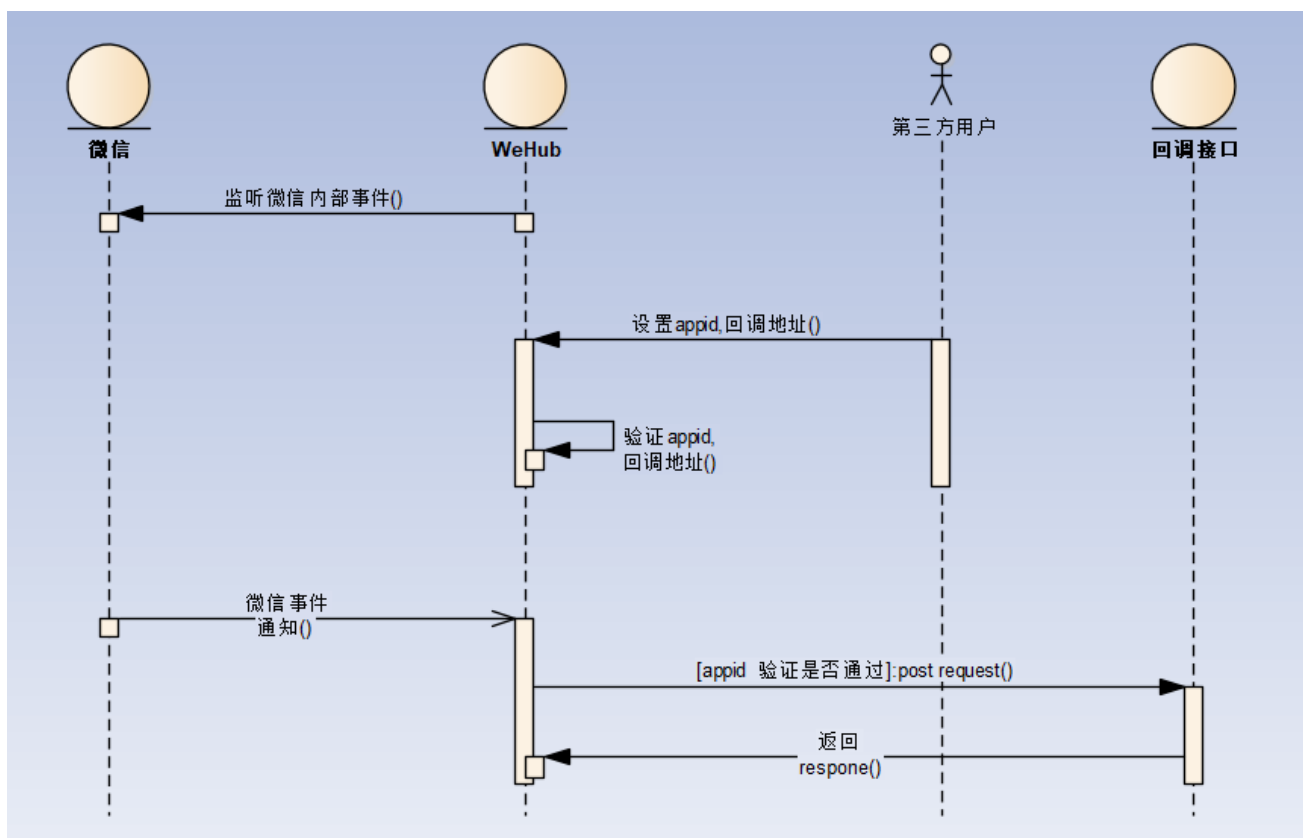 微信
WeHub
第三方用户
回调接口
监听微信内部事件()
设置appid,回调地址()
验证appid,
回调地址()
微信事件
通知()
[appid 验证是否通过]:post request()
返回
respone()